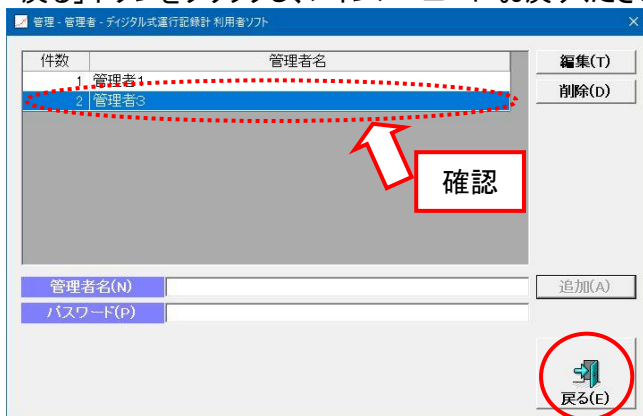 管理 - 管理者 - ディジタル式運行記録計 利用者ソフト
件数 管理者名 編集(T)
1 管理者1 削除(D)
2 管理者3
確認
管理者名(N) 追加(A)
パスワード(P)
戻る(E)